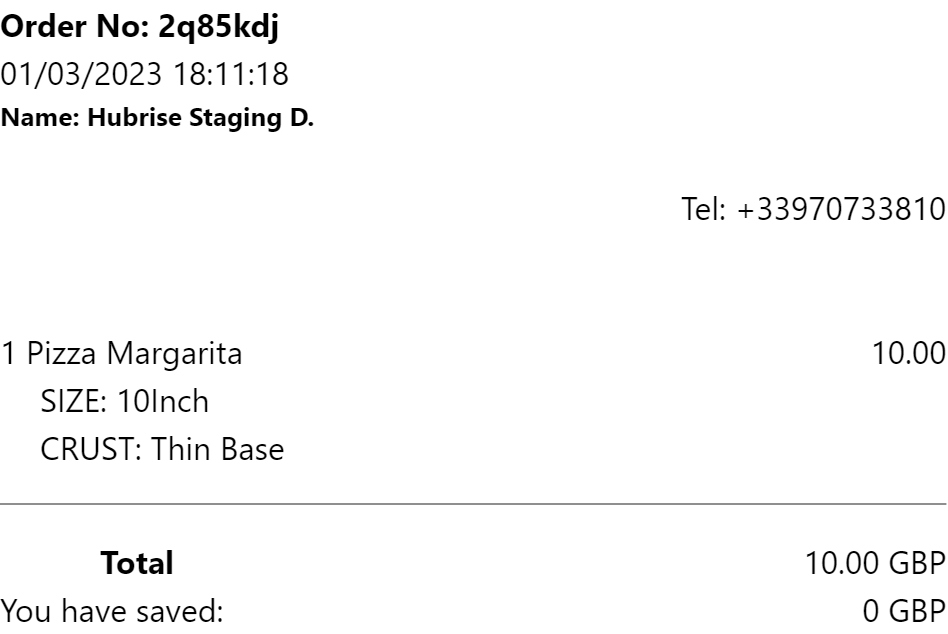 Order No: 2q85kdj
01/03/2023 18:11:18
Name: Hubrise Staging D.
Tel: +33970733810
1 Pizza Margarita 10.00
SIZE: 10Inch
CRUST: Thin Base
Total 10.00 GBP
You have saved: 0 GBP